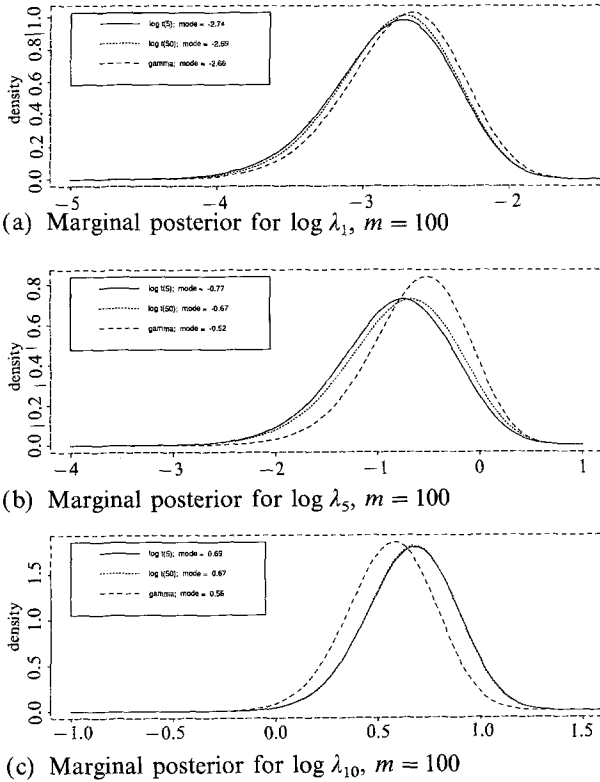 density
0.0 0.2 0.4 0.6 0.8 1.0
log t(5); mode = -2.74
log t(50); mode = -2.69
gamma; mode = -2.66
−5 −4 −3 −2
(a) Marginal posterior for log λ₁, m = 100
density
0.0 0.2 0.4 0.6 0.8
log t(5); mode = -0.77
log t(50); mode = -0.67
gamma; mode = -0.52
−4 −3 −2 −1 0 1
(b) Marginal posterior for log λ₅, m = 100
density
0.0 0.5 1.0 1.5
log t(5); mode = 0.69
log t(50); mode = 0.67
gamma; mode = 0.56
−1.0 −0.5 0.0 0.5 1.0 1.5
(c) Marginal posterior for log λ₁₀, m = 100